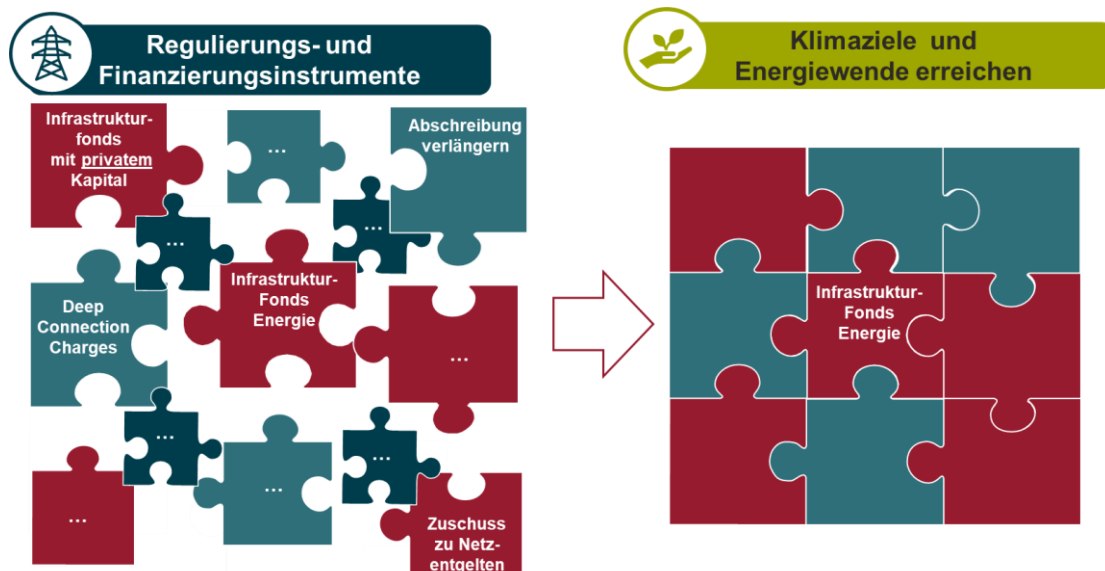 Regulierungs- und
Finanzierungsinstrumente
Klimaziele und
Energiewende erreichen
Infrastruktur-
fonds
mit privatem
Kapital
...
Abschreibung
verlängern
...
...
Deep
Connection
Charges
Infrastruktur-
Fonds
Energie
...
...
...
...
...
Zuschuss
zu Netz-
entgelten
Infrastruktur-
Fonds
Energie